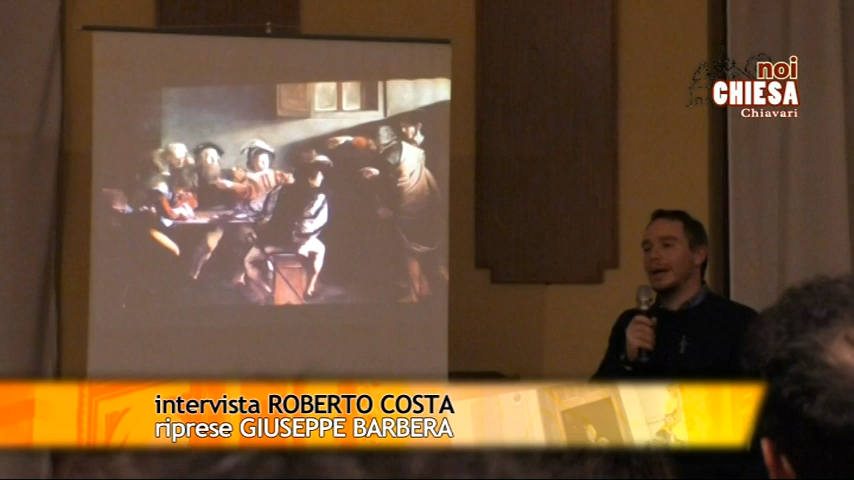 noi
CHIESA
Chiavari
intervista ROBERTO COSTA
riprese GIUSEPPE BARBERA